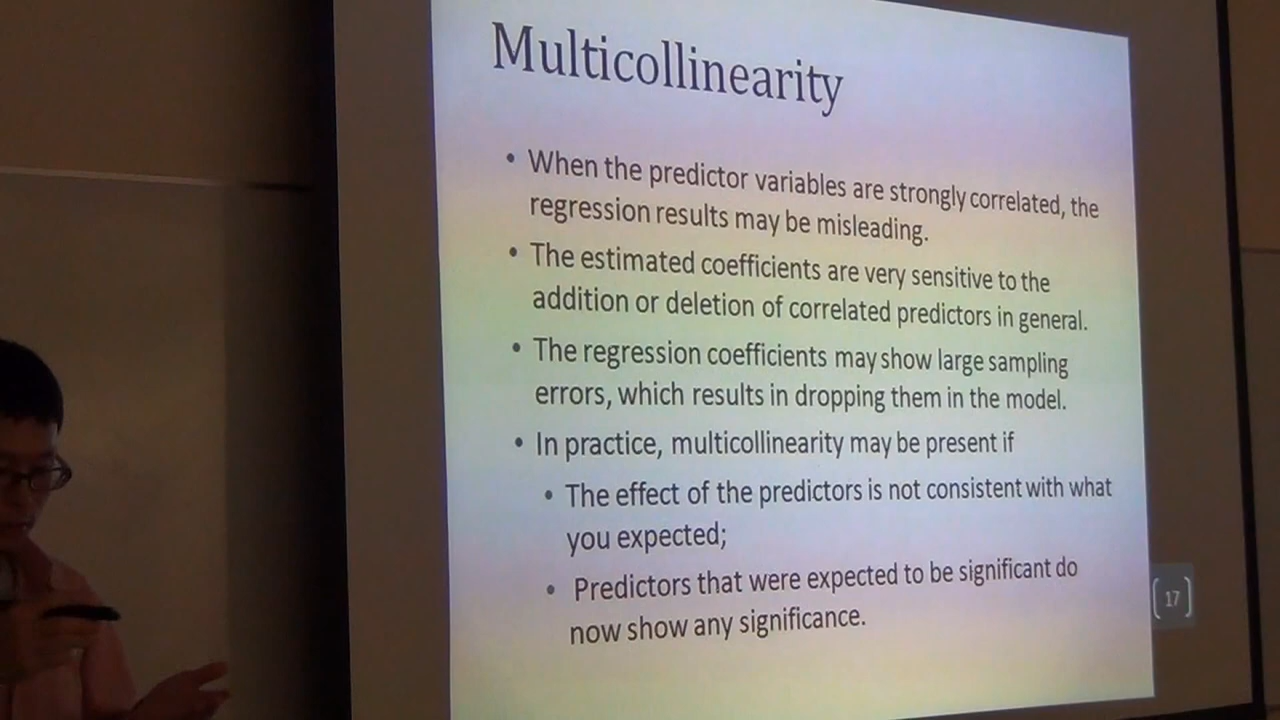 Multicollinearity
• When the predictor variables are strongly correlated, the
regression results may be misleading.
• The estimated coefficients are very sensitive to the
addition or deletion of correlated predictors in general.
• The regression coefficients may show large sampling
errors, which results in dropping them in the model.
• In practice, multicollinearity may be present if
• The effect of the predictors is not consistent with what
you expected;
• Predictors that were expected to be significant do
now show any significance.
17